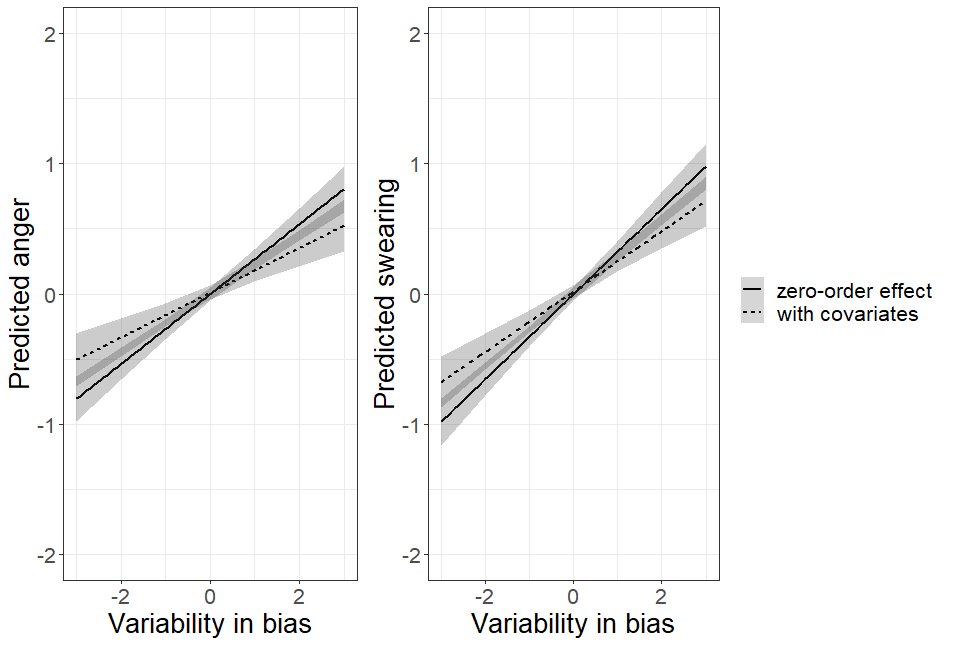 Predicted anger
2
1
0
-1
-2
-2
0
2
Variability in bias
Predicted swearing
2
1
0
-1
-2
-2
0
2
Variability in bias
zero-order effect
with covariates